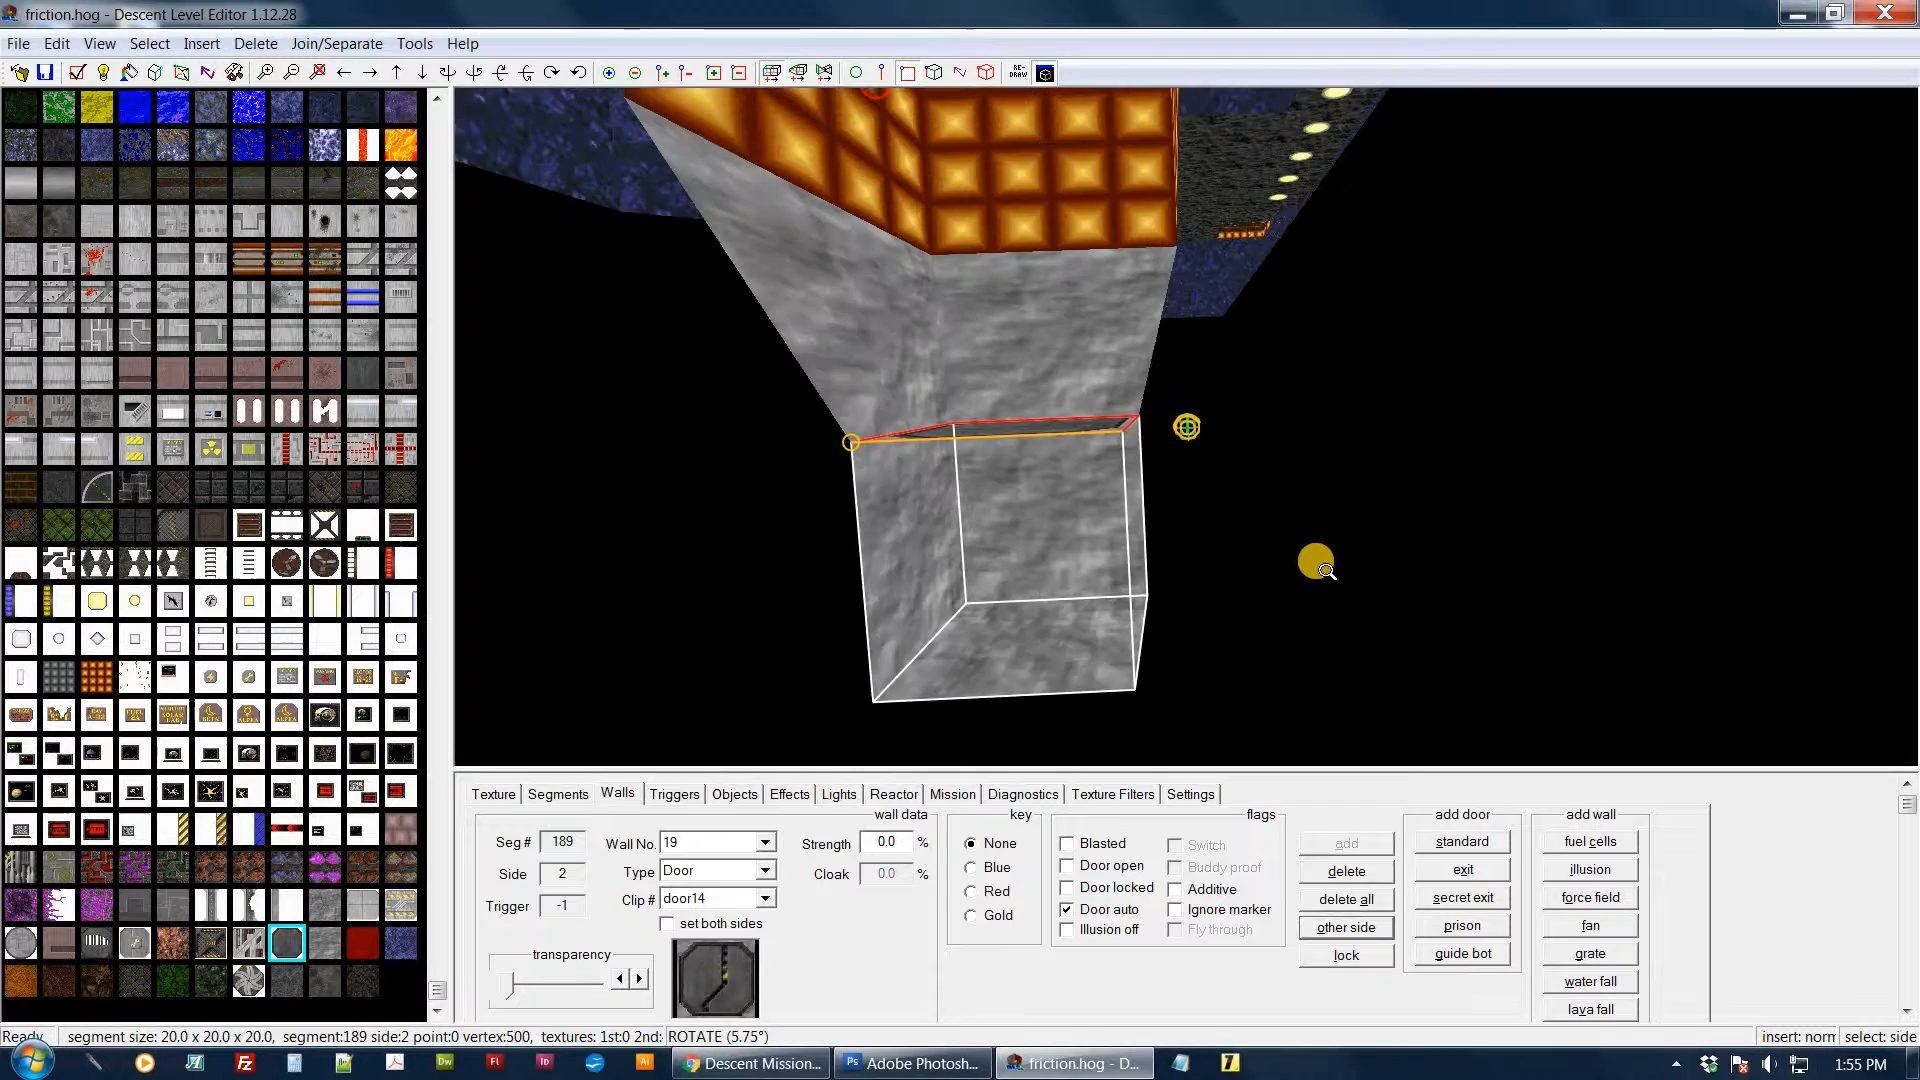 friction.hog - Descent Level Editor 1.12.28
File Edit View Select Insert Delete Join/Separate Tools Help
RE-DRAW
Texture Segments Walls Triggers Objects Effects Lights Reactor Mission Diagnostics Texture Filters Settings
wall data key flags add door add wall
Seg # 189 Wall No. 19 Strength 0.0 % None Blasted Switch add standard fuel cells
Side 2 Type Door Cloak 0.0 % Blue Door open Buddy proof delete exit illusion
Trigger -1 Clip # door14 Red Door locked Additive delete all secret exit force field
set both sides Gold Door auto Ignore marker other side prison fan
transparency Illusion off Fly through lock guide bot grate
water fall
lava fall
Ready segment size: 20.0 x 20.0 x 20.0, segment:189 side:2 point:0 vertex:500, textures: 1st:0 2nd: ROTATE (5.75°) insert: norm select: side
Descent Mission... Adobe Photosh... friction.hog - D... 1:55 PM